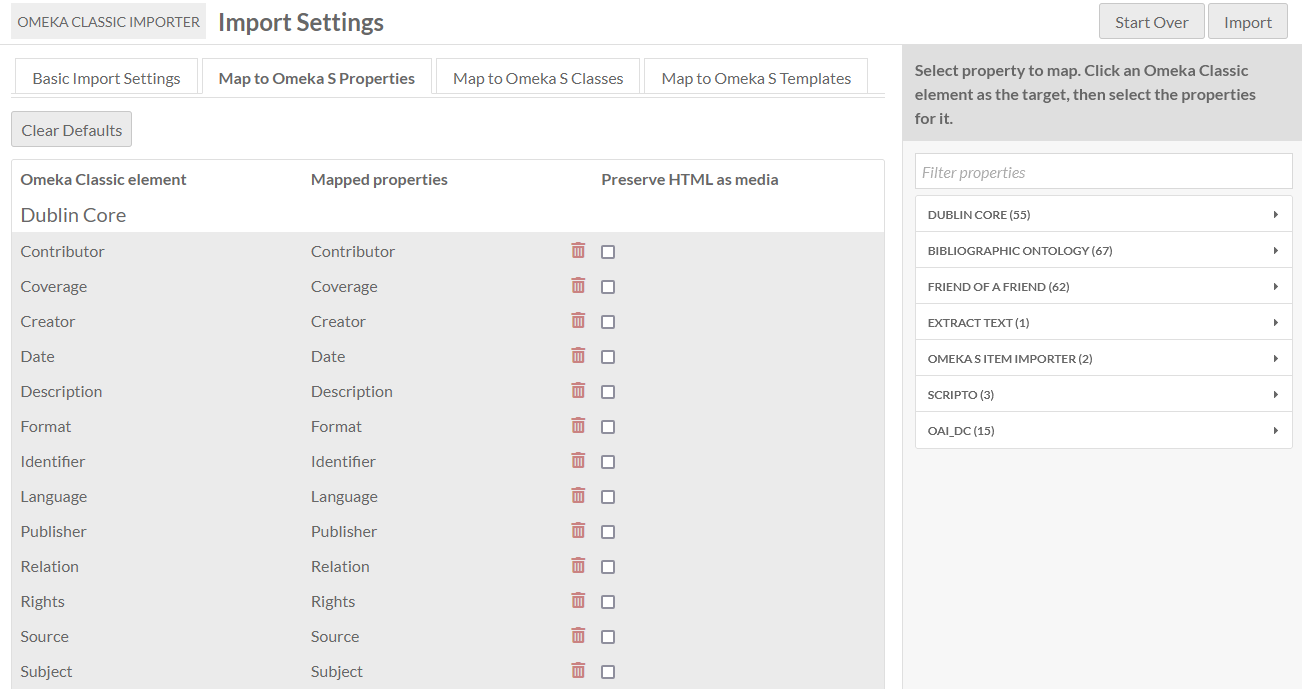 OMEKA CLASSIC IMPORTER Import Settings
Start Over Import
Basic Import Settings Map to Omeka S Properties Map to Omeka S Classes Map to Omeka S Templates
Clear Defaults
Omeka Classic element Mapped properties Preserve HTML as media
Dublin Core
Contributor Contributor
Coverage Coverage
Creator Creator
Date Date
Description Description
Format Format
Identifier Identifier
Language Language
Publisher Publisher
Relation Relation
Rights Rights
Source Source
Subject Subject
Select property to map. Click an Omeka Classic
element as the target, then select the properties
for it.
Filter properties
DUBLIN CORE (55)
BIBLIOGRAPHIC ONTOLOGY (67)
FRIEND OF A FRIEND (62)
EXTRACT TEXT (1)
OMEKA S ITEM IMPORTER (2)
SCRIPTO (3)
OAI_DC (15)